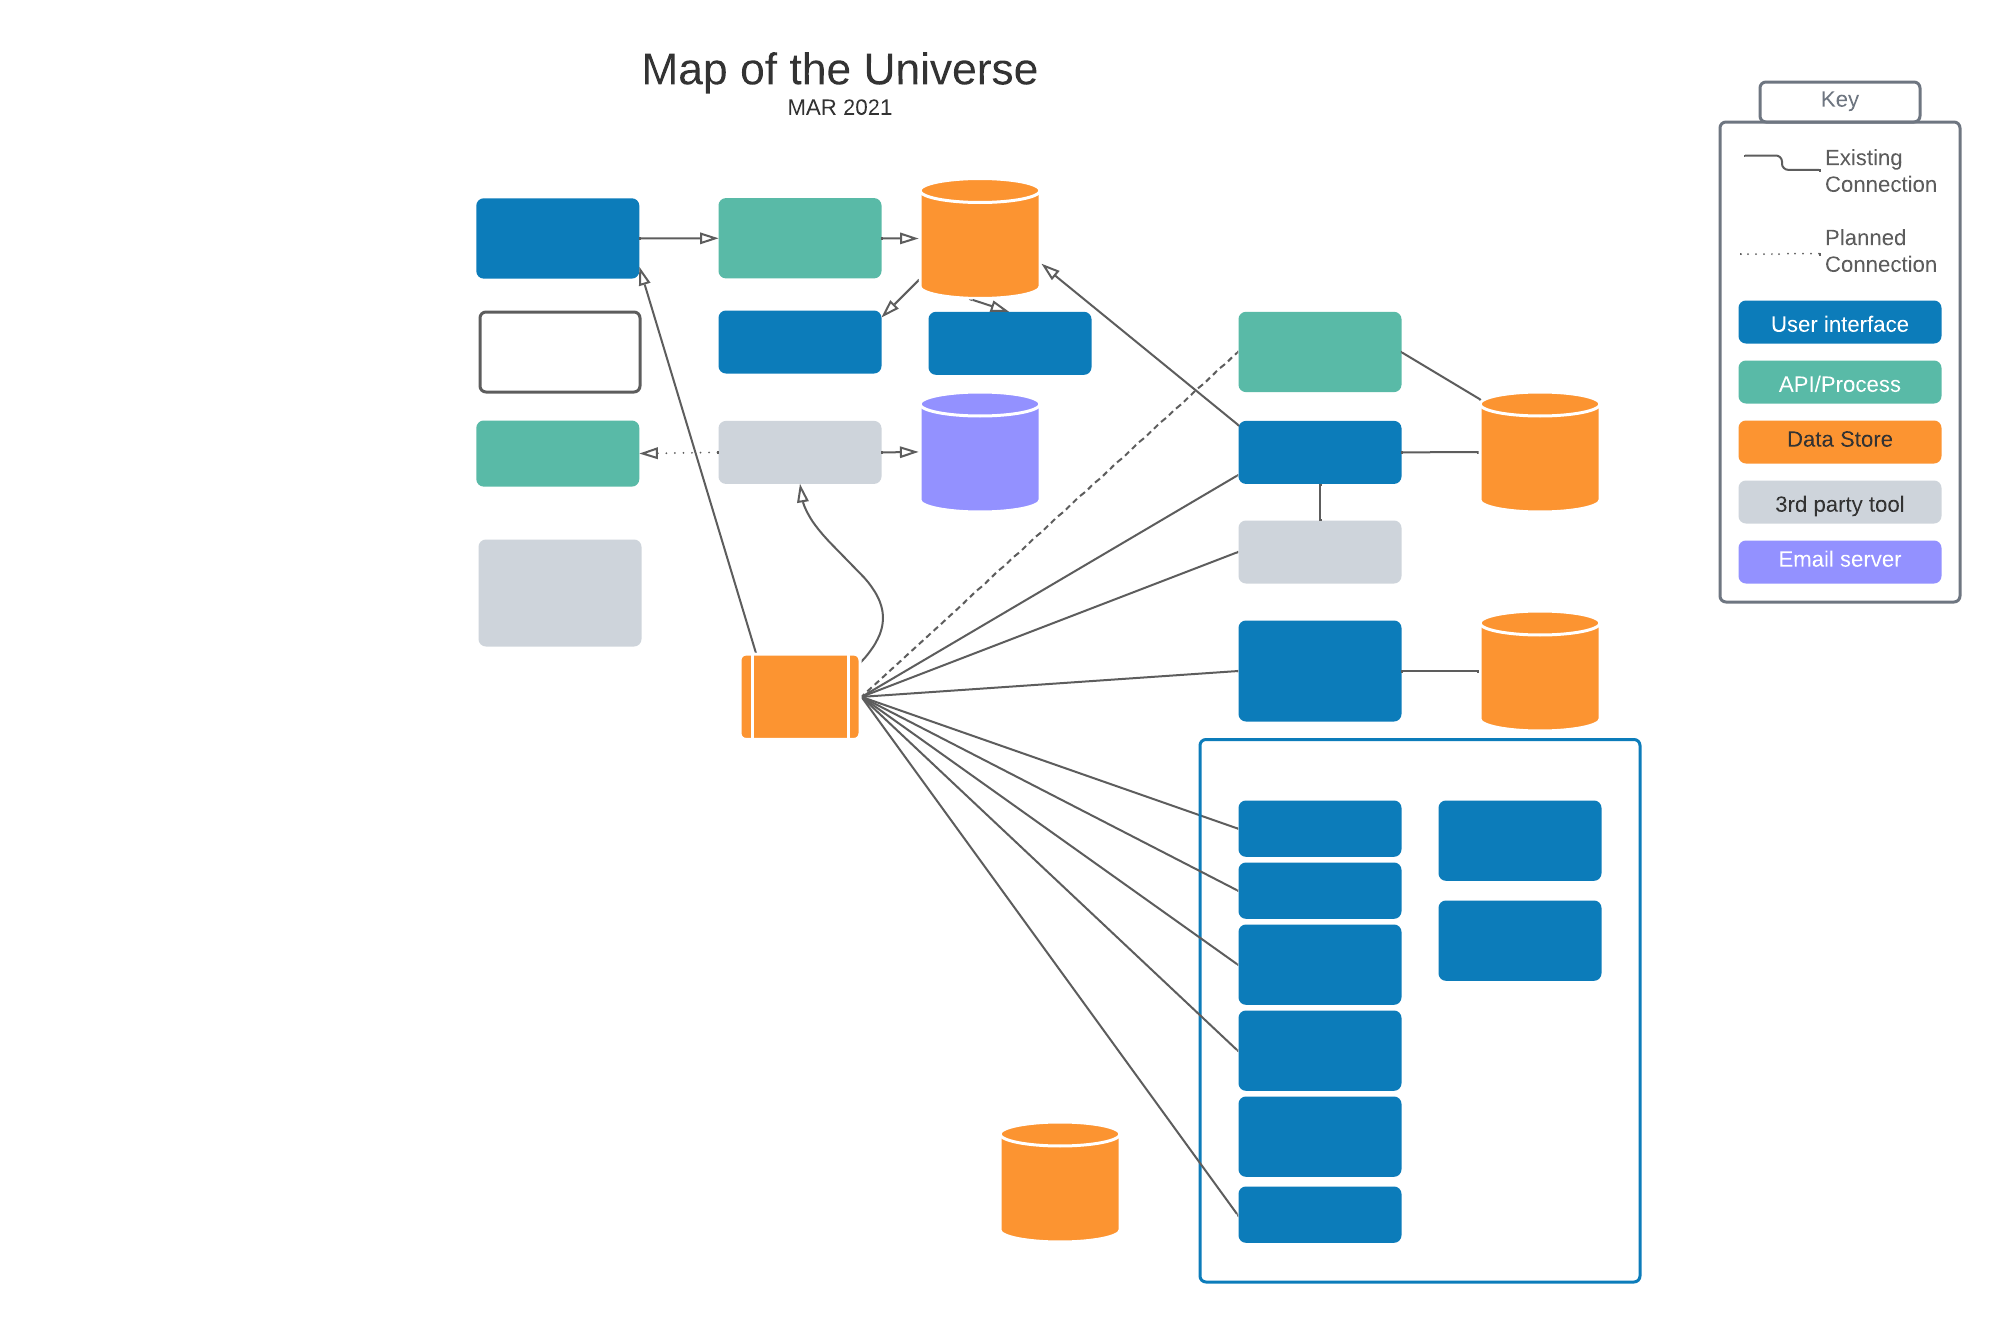 Map of the Universe
MAR 2021
Key
Existing
Connection
Planned
Connection
User interface
API/Process
Data Store
3rd party tool
Email server